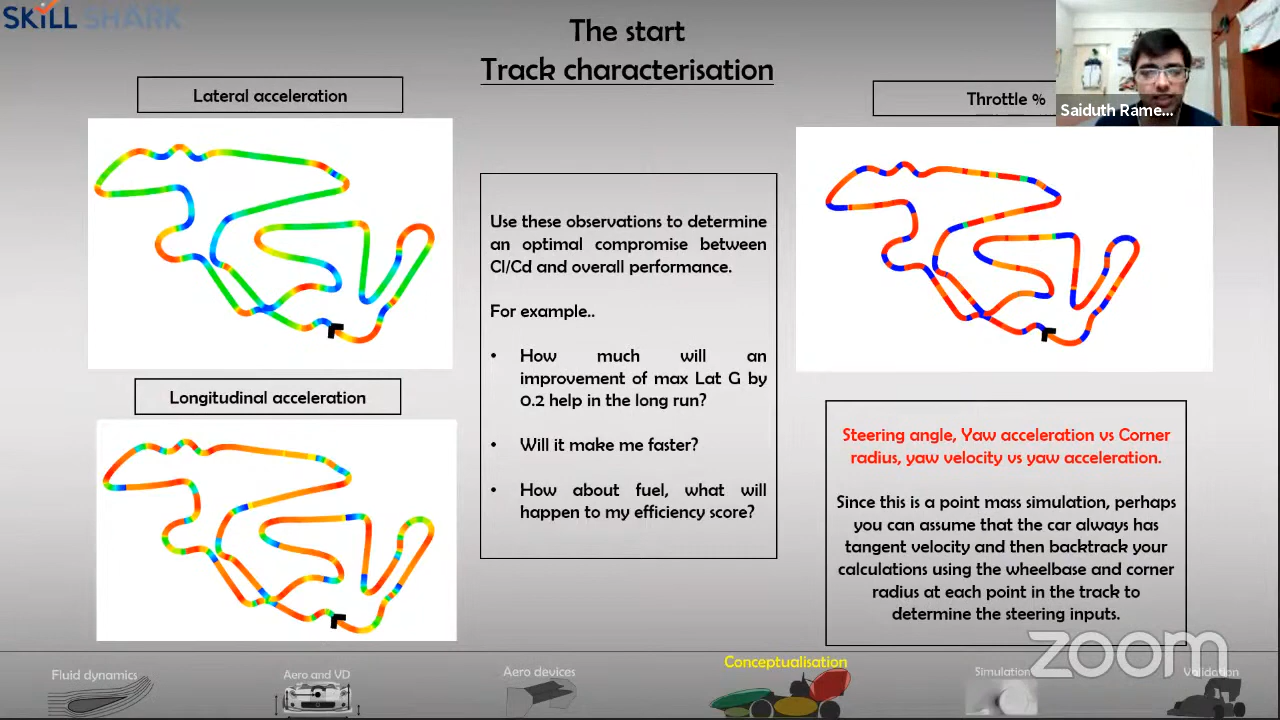 SKILL SHARK
The start
Track characterisation
Lateral acceleration
Throttle %
Saiduth Rame...
Use these observations to determine
an optimal compromise between
Cl/Cd and overall performance.
For example..
• How much will an
improvement of max Lat G by
0.2 help in the long run?
• Will it make me faster?
• How about fuel, what will
happen to my efficiency score?
Longitudinal acceleration
Steering angle, Yaw acceleration vs Corner
radius, yaw velocity vs yaw acceleration.
Since this is a point mass simulation, perhaps
you can assume that the car always has
tangent velocity and then backtrack your
calculations using the wheelbase and corner
radius at each point in the track to
determine the steering inputs.
zoom
Fluid dynamics
Aero and VD
Aero devices
Conceptualisation
Simulation
Validation